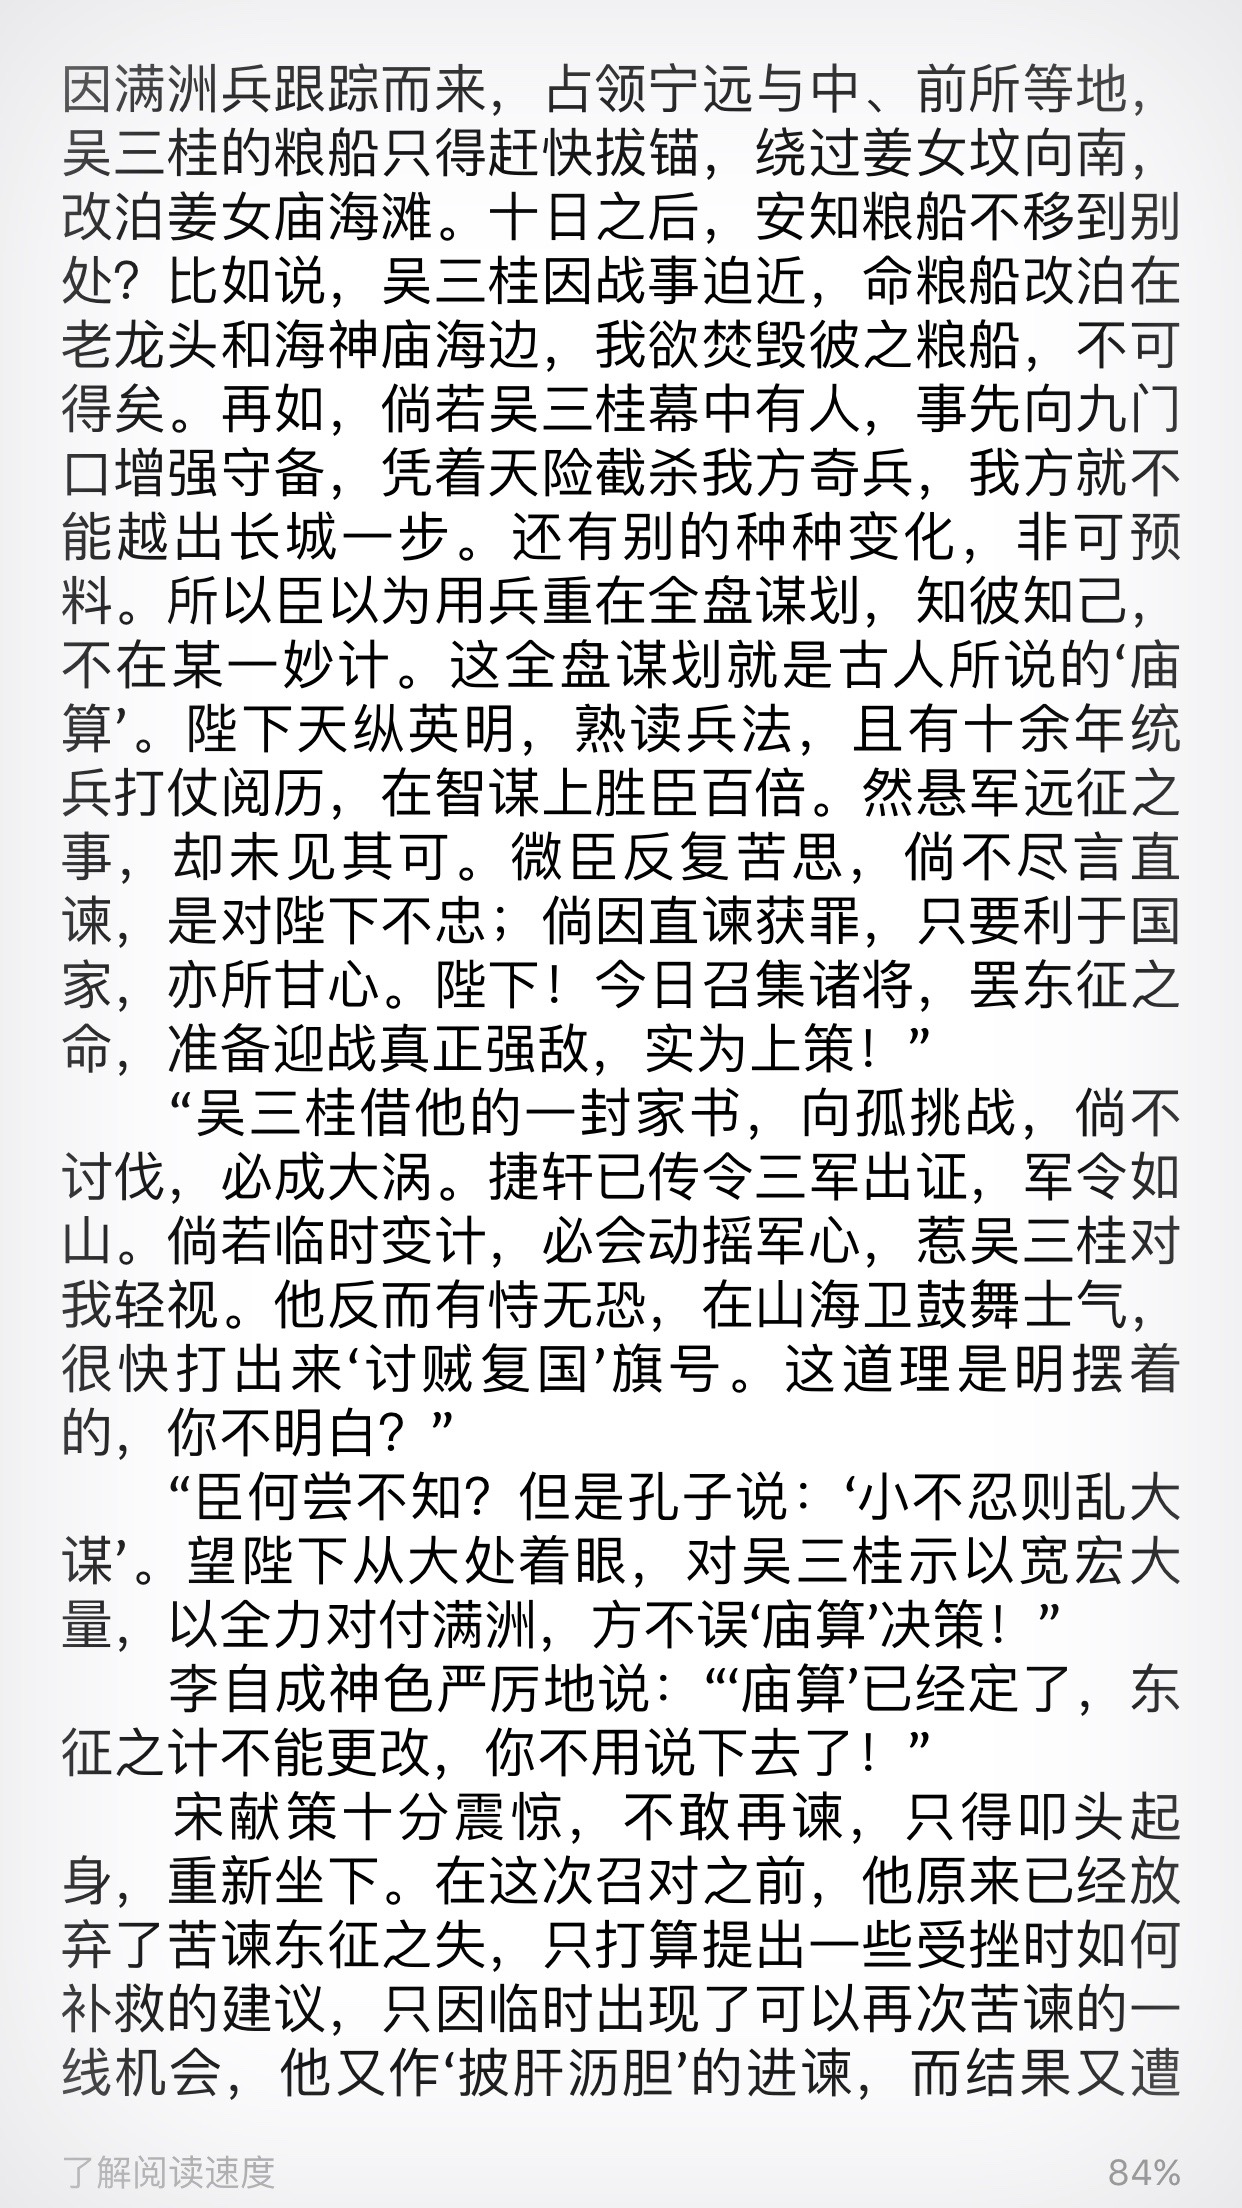 因满洲兵跟踪而来，占领宁远与中、前所等地，
吴三桂的粮船只得赶快拔锚，绕过姜女坟向南，
改泊姜女庙海滩。十日之后，安知粮船不移到别
处？比如说，吴三桂因战事迫近，命粮船改泊在
老龙头和海神庙海边，我欲焚毁彼之粮船，不可
得矣。再如，倘若吴三桂幕中有人，事先向九门
口增强守备，凭着天险截杀我方奇兵，我方就不
能越出长城一步。还有别的种种变化，非可预
料。所以臣以为用兵重在全盘谋划，知彼知己，
不在某一妙计。这全盘谋划就是古人所说的‘庙
算’。陛下天纵英明，熟读兵法，且有十余年统
兵打仗阅历，在智谋上胜臣百倍。然悬军远征之
事，却未见其可。微臣反复苦思，倘不尽言直
谏，是对陛下不忠；倘因直谏获罪，只要利于国
家，亦所甘心。陛下！今日召集诸将，罢东征之
命，准备迎战真正强敌，实为上策！”
“吴三桂借他的一封家书，向孤挑战，倘不
讨伐，必成大涡。捷轩已传令三军出证，军令如
山。倘若临时变计，必会动摇军心，惹吴三桂对
我轻视。他反而有恃无恐，在山海卫鼓舞士气，
很快打出来‘讨贼复国’旗号。这道理是明摆着
的，你不明白？”
“臣何尝不知？但是孔子说：‘小不忍则乱大
谋’。望陛下从大处着眼，对吴三桂示以宽宏大
量，以全力对付满洲，方不误‘庙算’决策！”
李自成神色严厉地说：“‘庙算’已经定了，东
征之计不能更改，你不用说下去了！”
宋献策十分震惊，不敢再谏，只得叩头起
身，重新坐下。在这次召对之前，他原来已经放
弃了苦谏东征之失，只打算提出一些受挫时如何
补救的建议，只因临时出现了可以再次苦谏的一
线机会，他又作‘披肝沥胆’的进谏，而结果又遭
了解阅读速度 84%